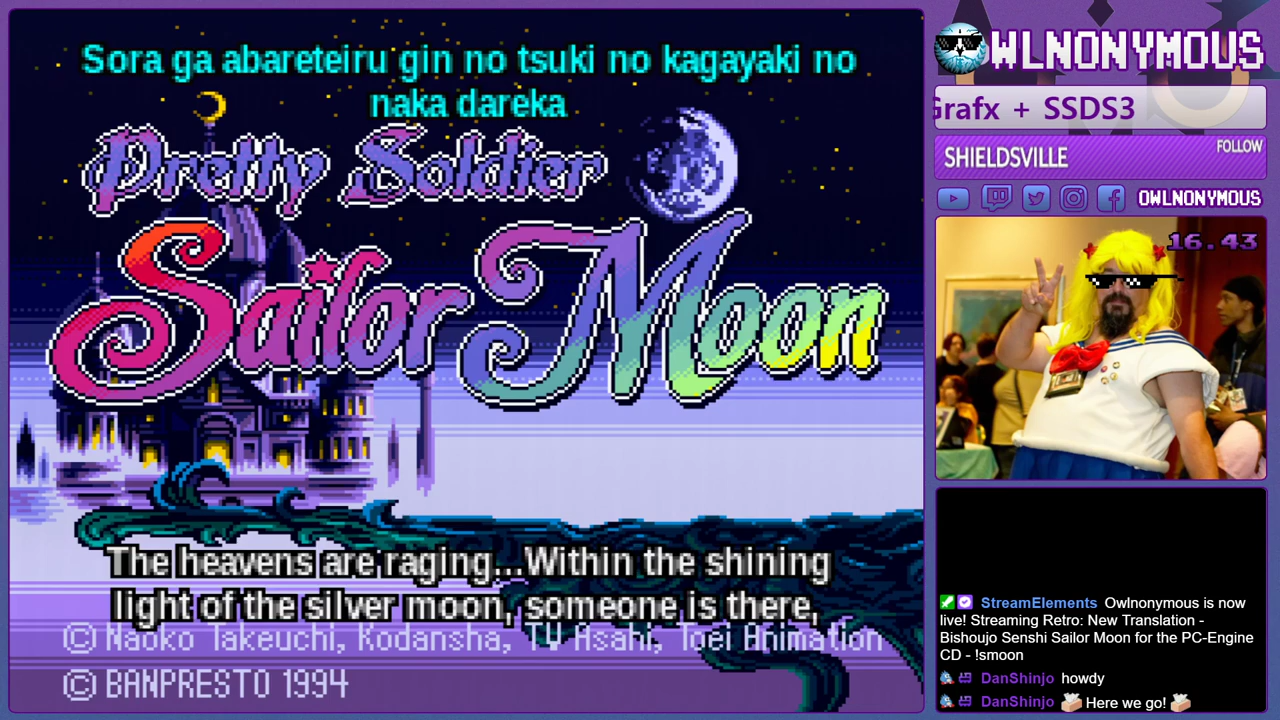 Sora ga abareteiru gin no tsuki no kagayaki no
naka dareka
Pretty Soldier
Sailor Moon
The heavens are raging...Within the shining
light of the silver moon, someone is there,
© Naoko Takeuchi, Kodansha, TV Asahi, Toei Animation
© BANPRESTO 1994
OWLNONYMOUS
Grafx + SSDS3
SHIELDSVILLE
FOLLOW
OWLNONYMOUS
16.43
StreamElements Owlnonymous is now
live! Streaming Retro: New Translation -
Bishoujo Senshi Sailor Moon for the PC-Engine
CD - !smoon
DanShinjo howdy
DanShinjo Here we go!